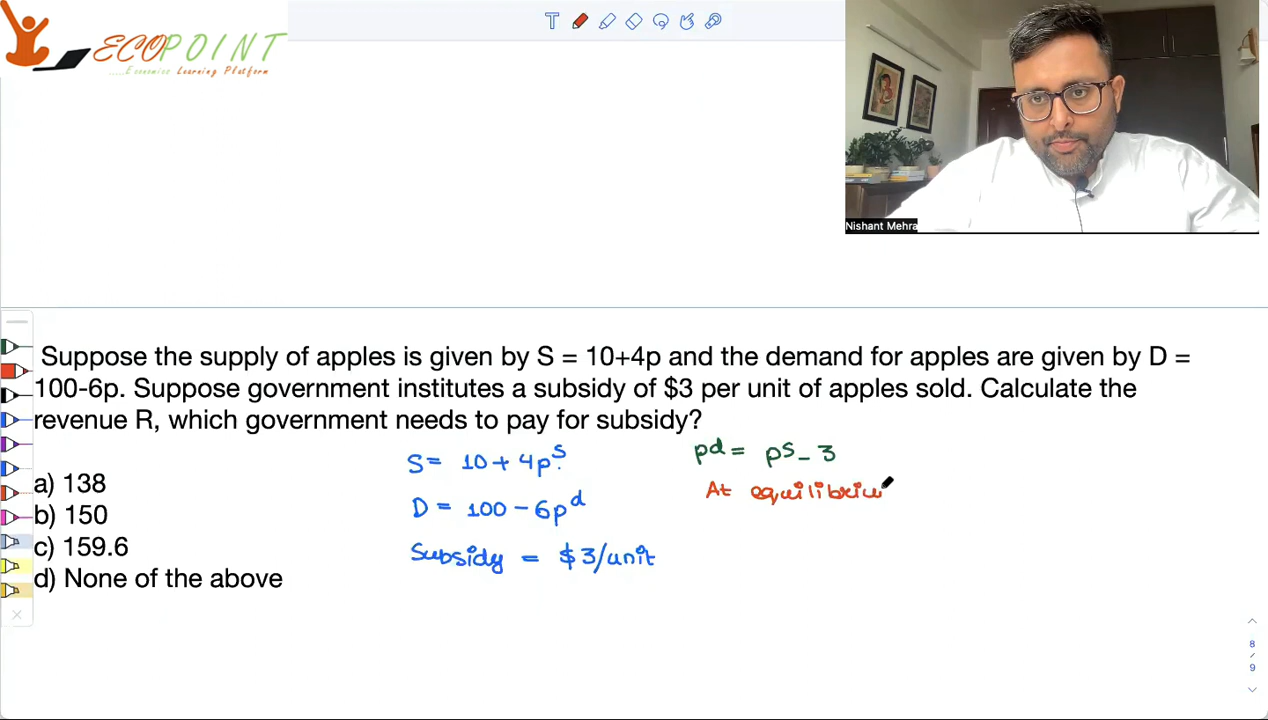 ECOPOINT
.....Economics Learning Platform
T
Nishant Mehra
Suppose the supply of apples is given by S = 10+4p and the demand for apples are given by D =
100-6p. Suppose government institutes a subsidy of $3 per unit of apples sold. Calculate the
revenue R, which government needs to pay for subsidy?
a) 138
b) 150
c) 159.6
d) None of the above
S = 10 + 4p^s
D = 100 - 6p^d
Subsidy = $3/unit
p^d = p^s - 3
At equilibriu
8
/
9